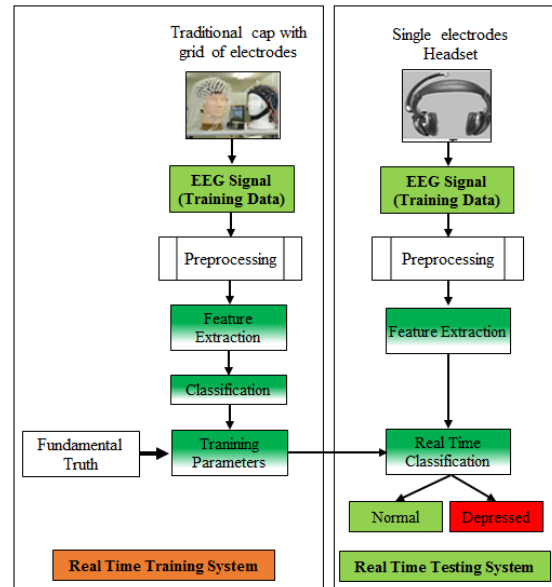 Traditional cap with
grid of electrodes
EEG Signal
(Training Data)
Preprocessing
Feature
Extraction
Classification
Fundamental
Truth
Tranining
Parameters
Real Time Training System
Single electrodes
Headset
EEG Signal
(Training Data)
Preprocessing
Feature Extraction
Real Time
Classification
Normal
Depressed
Real Time Testing System